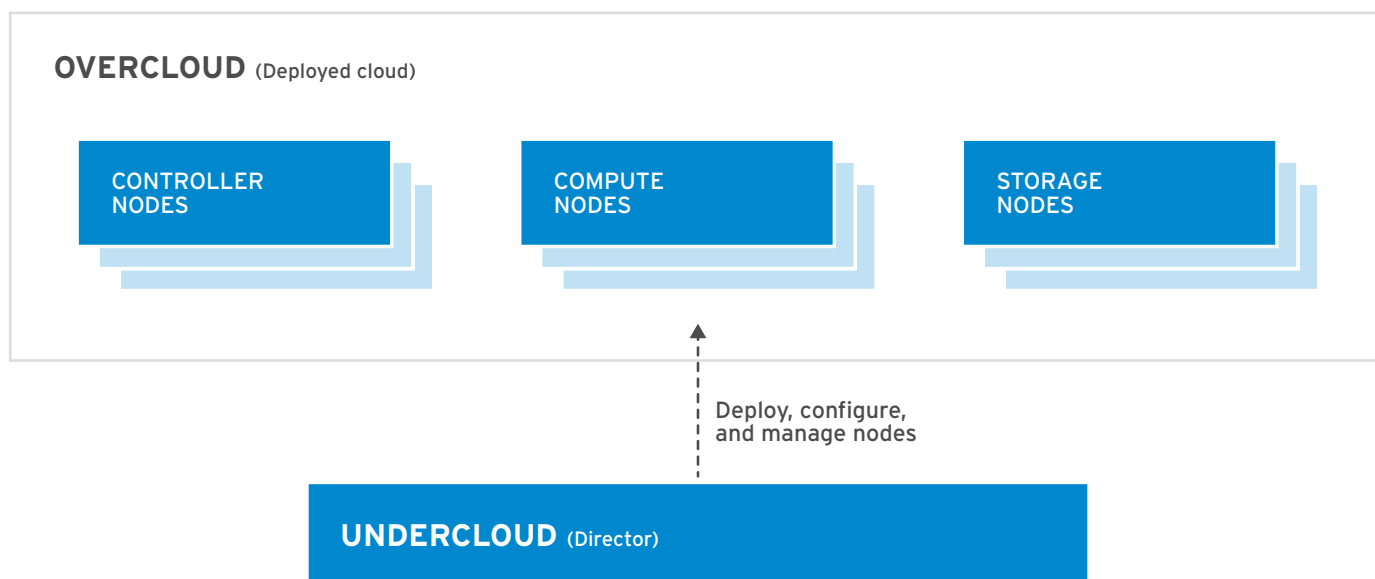 OVERCLOUD (Deployed cloud)
CONTROLLER
NODES
COMPUTE
NODES
STORAGE
NODES
Deploy, configure,
and manage nodes
UNDERCLOUD (Director)